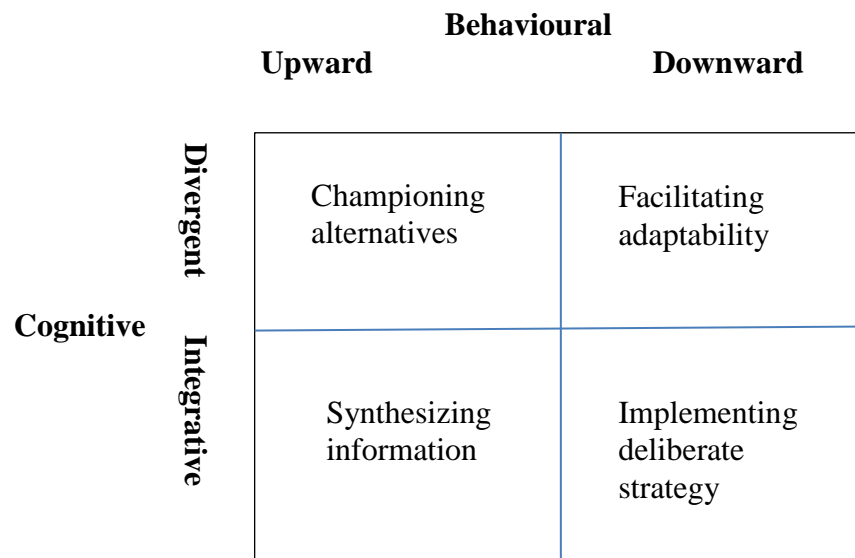 Behavioural
Upward Downward
Divergent
Championing
alternatives
Facilitating
adaptability
Cognitive
Integrative
Synthesizing
information
Implementing
deliberate
strategy